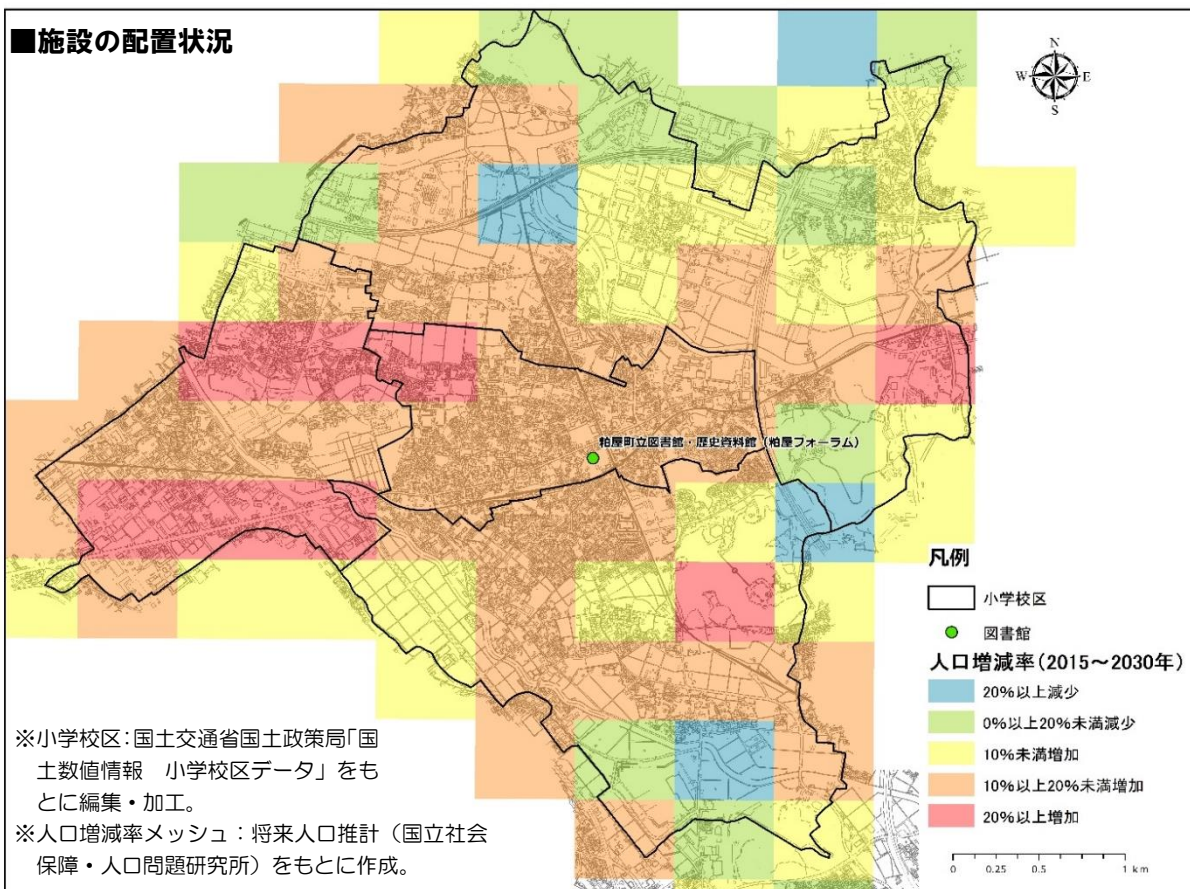 ■施設の配置状況
N
W E
S
粕屋町立図書館・歴史資料館（粕屋フォーラム）
凡例
小学校区
図書館
人口増減率(2015～2030年)
20%以上減少
0%以上20%未満減少
10%未満増加
10%以上20%未満増加
20%以上増加
0 0.25 0.5 1 km
※小学校区：国土交通省国土政策局「国
土数値情報　小学校区データ」をも
とに編集・加工。
※人口増減率メッシュ：将来人口推計（国立社会
保障・人口問題研究所）をもとに作成。